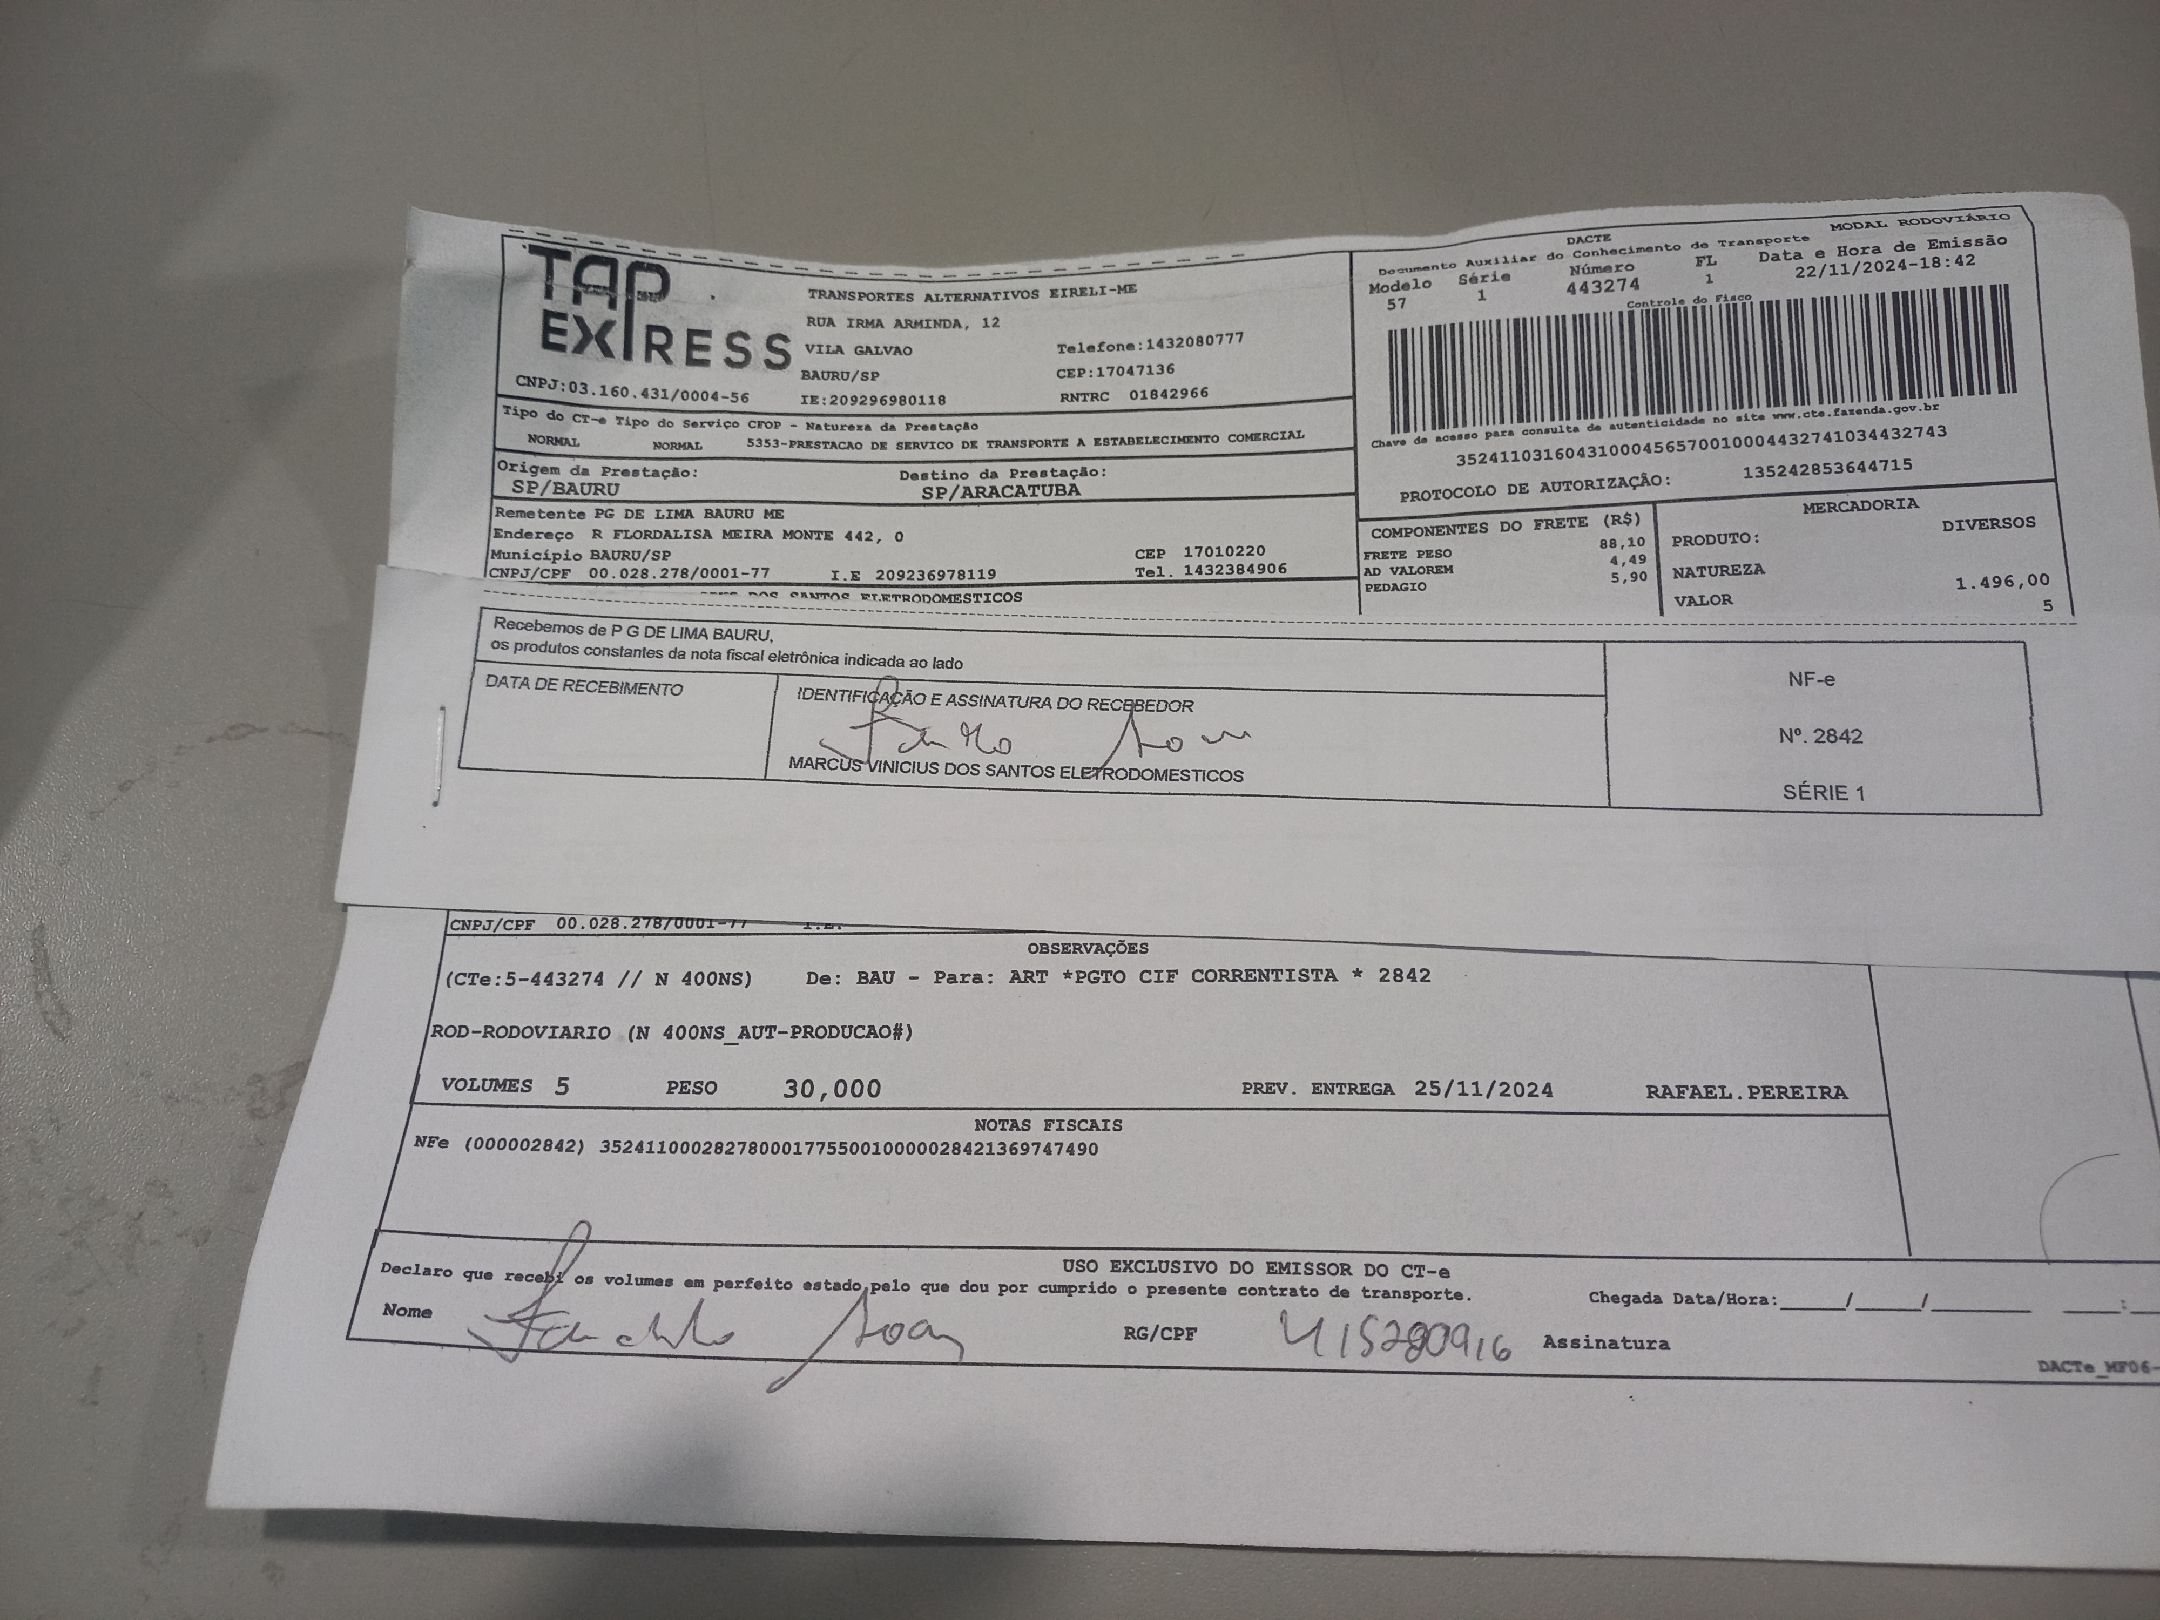 DACTE MODAL RODOVIÁRIO
Documento Auxiliar do Conhecimento de Transporte
Modelo Série Número FL Data e Hora de Emissão
57 1 443274 1 22/11/2024-18:42
Controle do Fisco
TAP EXPRESS
TRANSPORTES ALTERNATIVOS EIRELI-ME
RUA IRMA ARMINDA, 12
VILA GALVAO Telefone:1432080777
BAURU/SP CEP:17047136
CNPJ:03.160.431/0004-56 IE:209296980118 RNTRC 01842966
Tipo do CT-e Tipo do Serviço CFOP - Natureza da Prestação
NORMAL NORMAL 5353-PRESTACAO DE SERVICO DE TRANSPORTE A ESTABELECIMENTO COMERCIAL
Chave de acesso para consulta de autenticidade no site www.cte.fazenda.gov.br
35241103160431000456570010004432741034432743
PROTOCOLO DE AUTORIZAÇÃO: 135242853644715
Origem da Prestação: Destino da Prestação:
SP/BAURU SP/ARACATUBA
Remetente PG DE LIMA BAURU ME
Endereço R FLORDALISA MEIRA MONTE 442, 0
Município BAURU/SP CEP 17010220
CNPJ/CPF 00.028.278/0001-77 I.E 209236978119 Tel. 1432384906
DOS SANTOS ELETRODOMESTICOS
COMPONENTES DO FRETE (R$)
FRETE PESO 88,10
AD VALOREM 4,49
PEDAGIO 5,90
MERCADORIA
PRODUTO: DIVERSOS
NATUREZA
VALOR 1.496,00
5
Recebemos de P G DE LIMA BAURU,
os produtos constantes da nota fiscal eletrônica indicada ao lado
DATA DE RECEBIMENTO IDENTIFICAÇÃO E ASSINATURA DO RECEBEDOR
MARCUS VINICIUS DOS SANTOS ELETRODOMESTICOS
NF-e
Nº. 2842
SÉRIE 1
CNPJ/CPF 00.028.278/0001-77 I.E.
OBSERVAÇÕES
(CTe:5-443274 // N 400NS) De: BAU - Para: ART *PGTO CIF CORRENTISTA * 2842
ROD-RODOVIARIO (N 400NS_AUT-PRODUCAO#)
VOLUMES 5 PESO 30,000 PREV. ENTREGA 25/11/2024 RAFAEL.PEREIRA
NOTAS FISCAIS
NFe (000002842) 35241100028278000177550010000028421369747490
USO EXCLUSIVO DO EMISSOR DO CT-e
Declaro que recebi os volumes em perfeito estado pelo que dou por cumprido o presente contrato de transporte.
Chegada Data/Hora:_____/_____/_______ ____:
Nome RG/CPF Assinatura
DACTe_MF06-